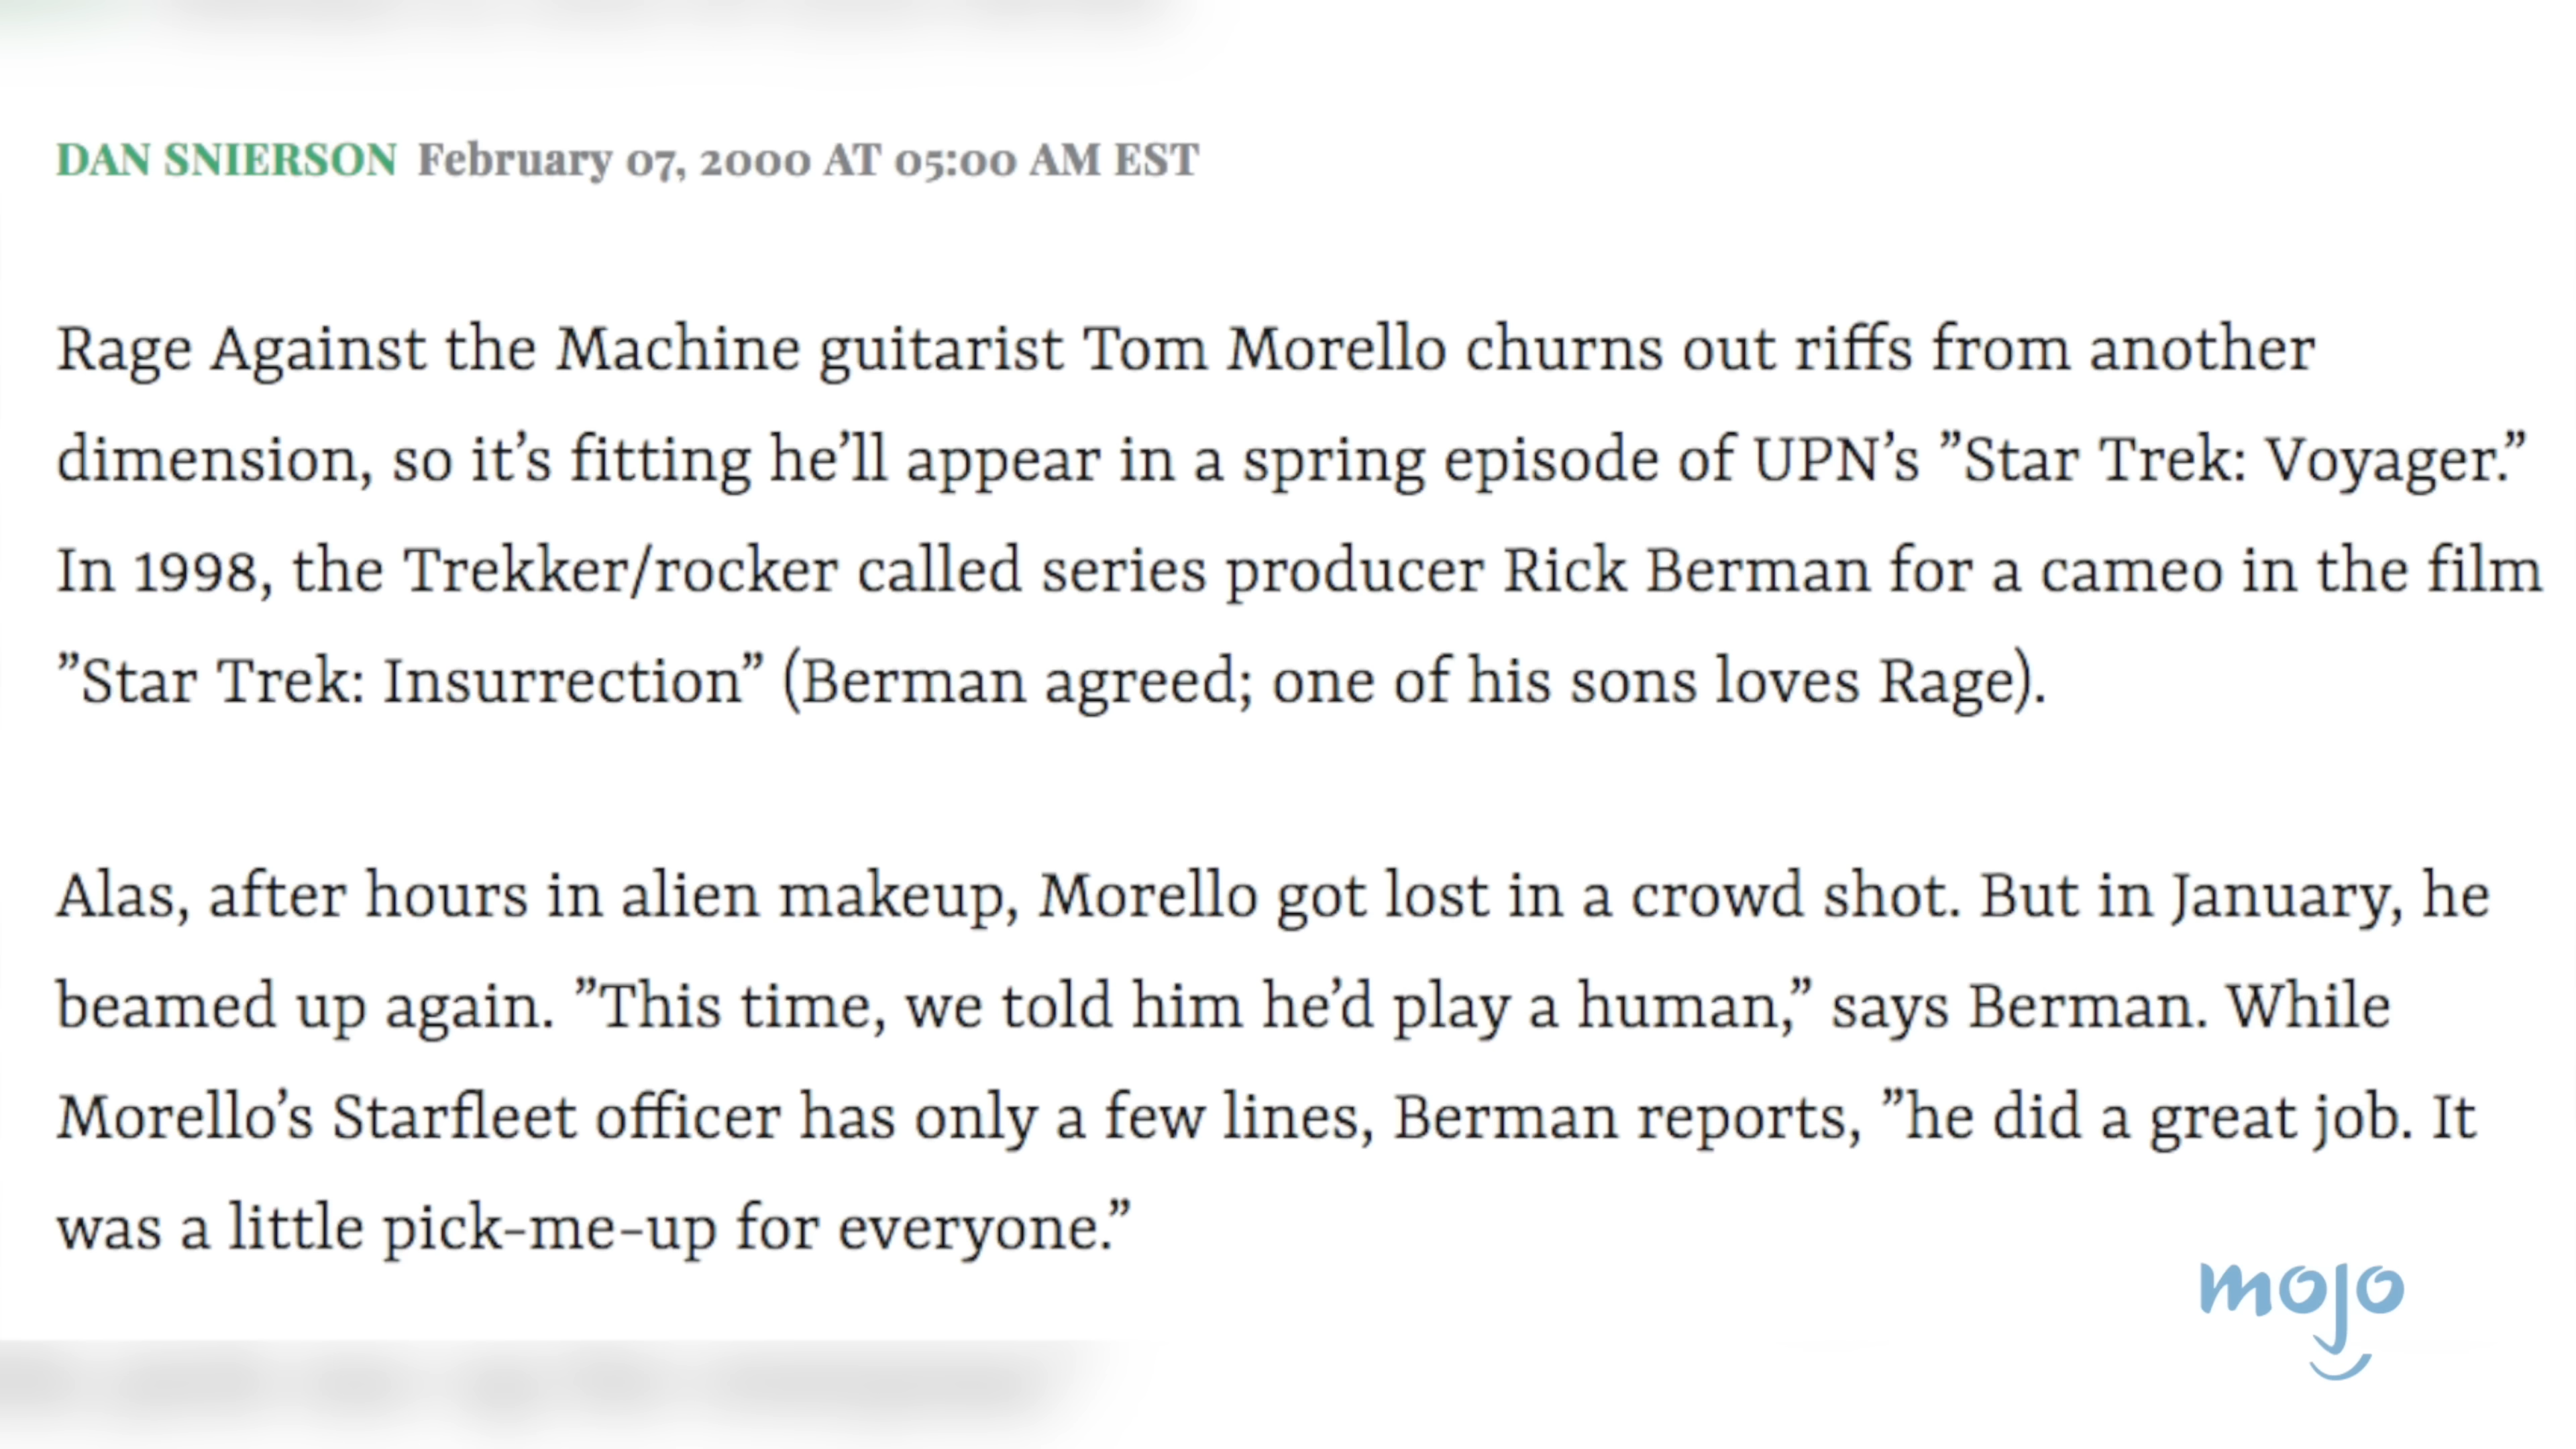 DAN SNIERSON February 07, 2000 AT 05:00 AM EST
Rage Against the Machine guitarist Tom Morello churns out riffs from another
dimension, so it’s fitting he’ll appear in a spring episode of UPN’s ”Star Trek: Voyager.”
In 1998, the Trekker/rocker called series producer Rick Berman for a cameo in the film
”Star Trek: Insurrection” (Berman agreed; one of his sons loves Rage).
Alas, after hours in alien makeup, Morello got lost in a crowd shot. But in January, he
beamed up again. ”This time, we told him he’d play a human,” says Berman. While
Morello’s Starfleet officer has only a few lines, Berman reports, ”he did a great job. It
was a little pick-me-up for everyone.”
mojo